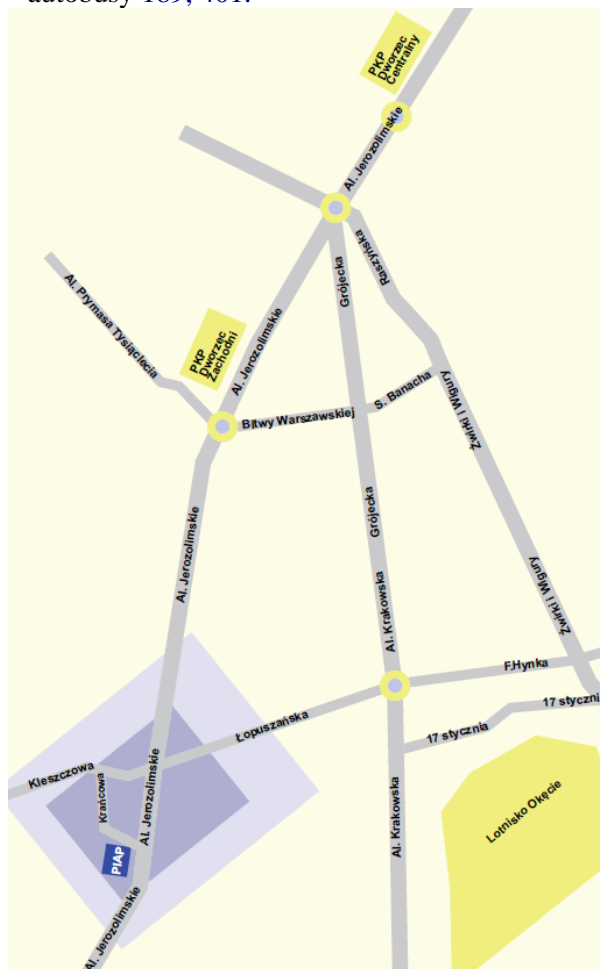 autobusy 189, 401.
PKP
Dworzec
Centralny
Al. Jerozolimskie
Raszyńska
Grójecka
Al. Prymasa Tysiąclecia
PKP
Dworzec
Zachodni
Al. Jerozolimskie
Bitwy Warszawskiej
S. Banacha
Żwirki i Wigury
Grójecka
Al. Jerozolimskie
Al. Krakowska
Żwirki i Wigury
F.Hynka
17 styczni
17 stycznia
Łopuszańska
Kleszczowa
Krańcowa
Al. Jerozolimskie
Al. Krakowska
Lotnisko Okęcie
PIAP
Al. Jerozolimskie